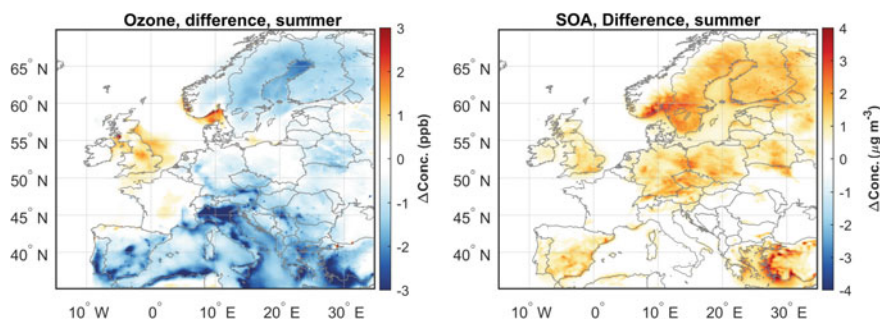 Ozone, difference, summer
65° N
60° N
55° N
50° N
45° N
40° N
10° W
0°
10° E
20° E
30° E
3
2
1
0
-1
-2
-3
ΔConc. (ppb)
SOA, Difference, summer
65° N
60° N
55° N
50° N
45° N
40° N
10° W
0°
10° E
20° E
30° E
4
3
2
1
0
-1
-2
-3
-4
ΔConc. (μg m⁻³)